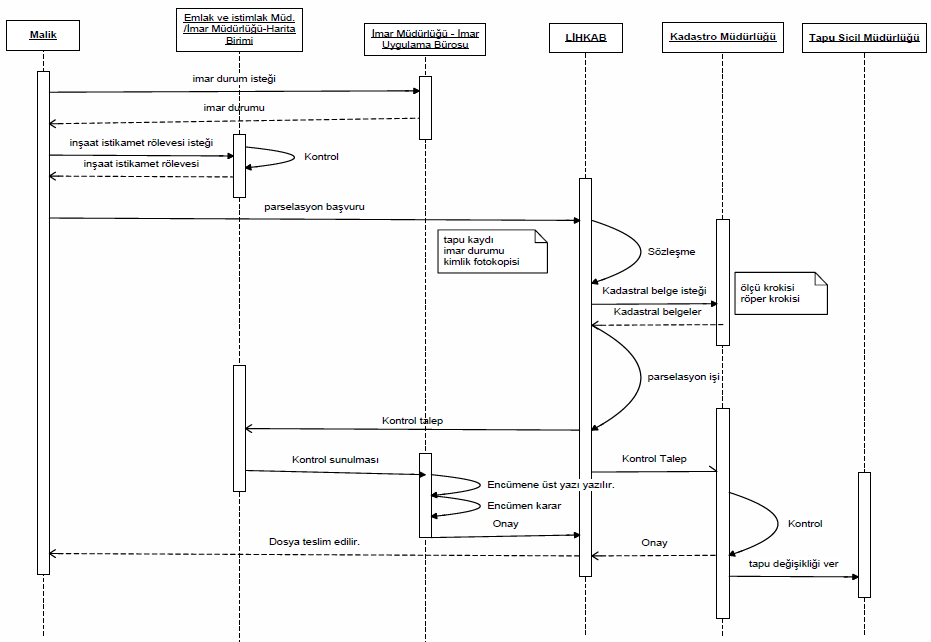 Malik
Emlak ve istimlak Müd.
/İmar Müdürlüğü-Harita
Birimi
İmar Müdürlüğü - İmar
Uygulama Bürosu
LİHKAB
Kadastro Müdürlüğü
Tapu Sicil Müdürlüğü
imar durum isteği
imar durumu
inşaat istikamet rölevesi isteği
Kontrol
inşaat istikamet rölevesi
parselasyon başvuru
tapu kaydı
imar durumu
kimlik fotokopisi
Sözleşme
Kadastral belge isteği
ölçü krokisi
röper krokisi
Kadastral belgeler
parselasyon işi
Kontrol talep
Kontrol sunulması
Kontrol Talep
Encümene üst yazı yazılır.
Encümen karar
Onay
Kontrol
Dosya teslim edilir.
Onay
tapu değişikliği ver